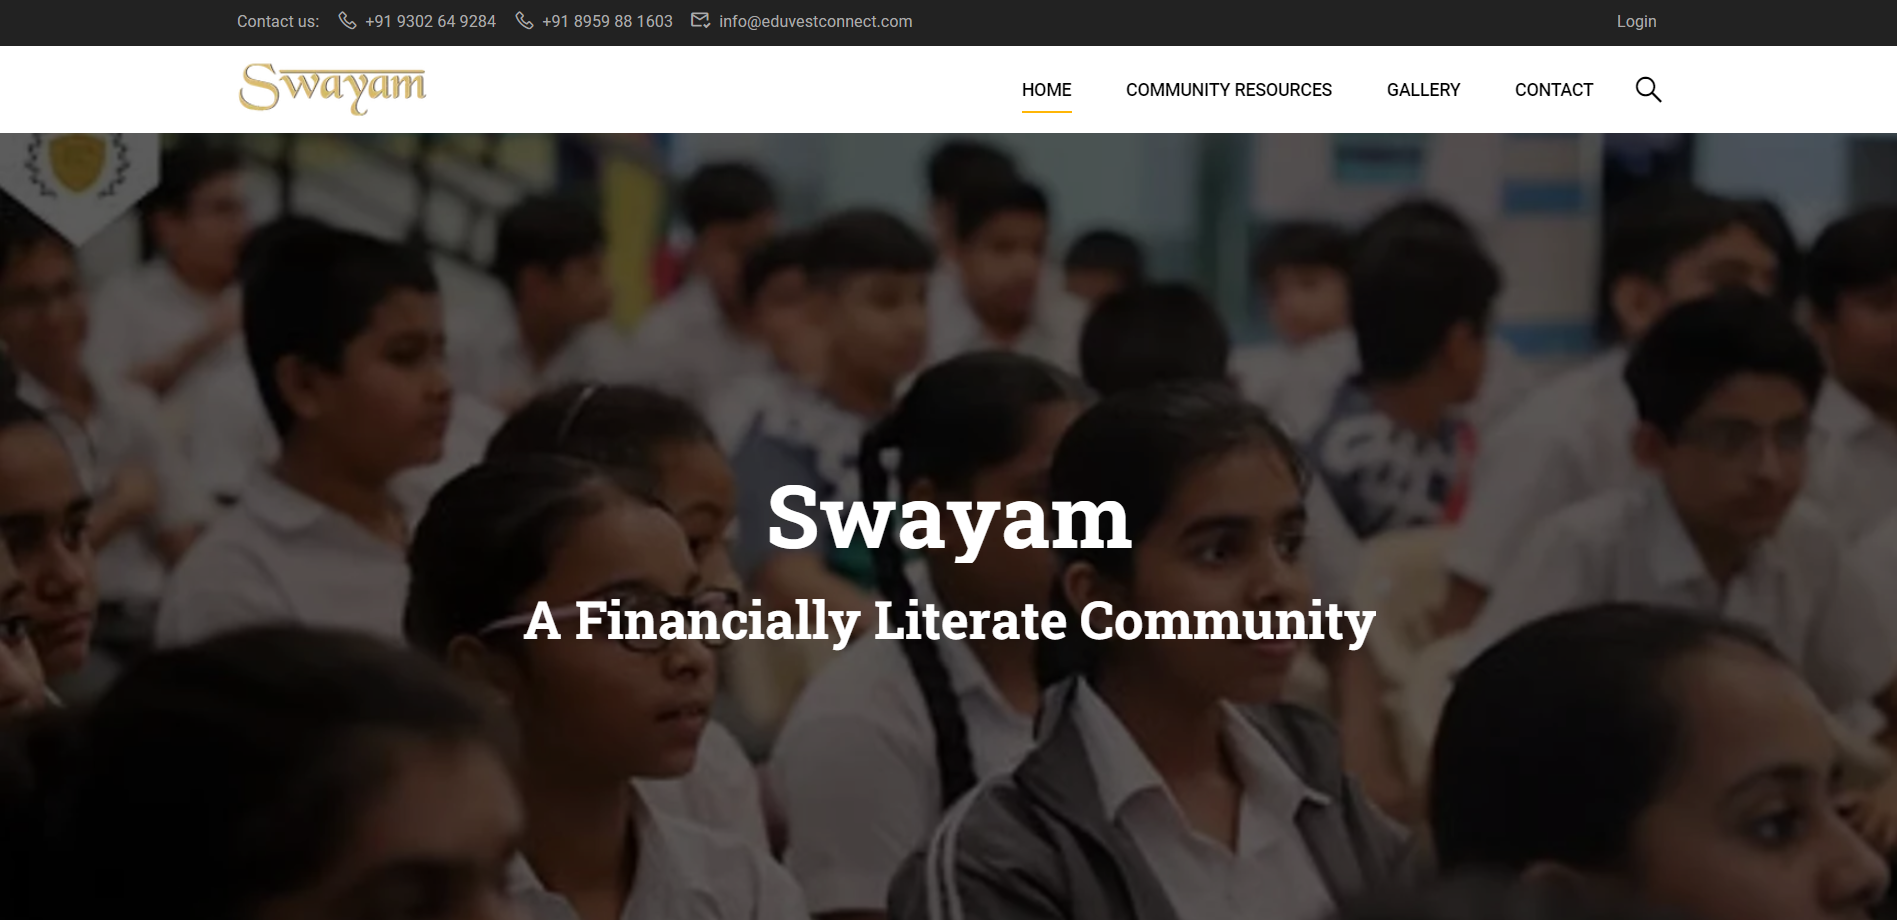 Contact us: +91 9302 64 9284 +91 8959 88 1603 info@eduvestconnect.com Login
Swayam HOME COMMUNITY RESOURCES GALLERY CONTACT
Swayam
A Financially Literate Community